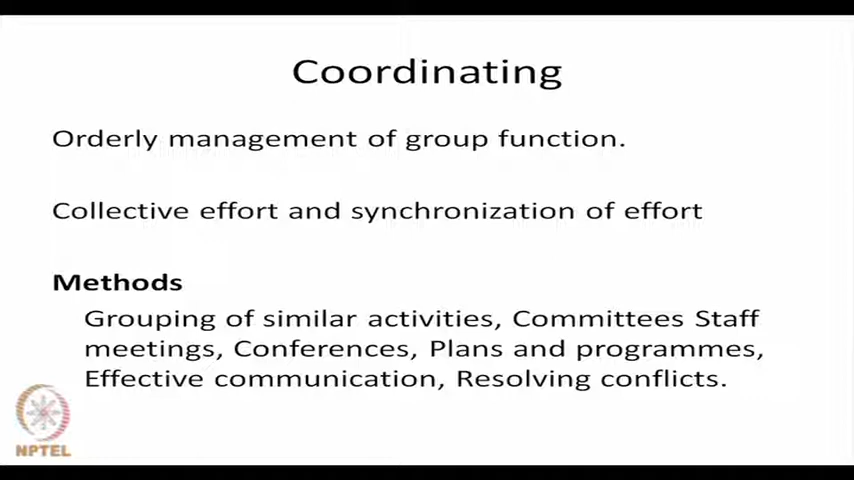 Coordinating
Orderly management of group function.
Collective effort and synchronization of effort
Methods
Grouping of similar activities, Committees Staff
meetings, Conferences, Plans and programmes,
Effective communication, Resolving conflicts.
NPTEL